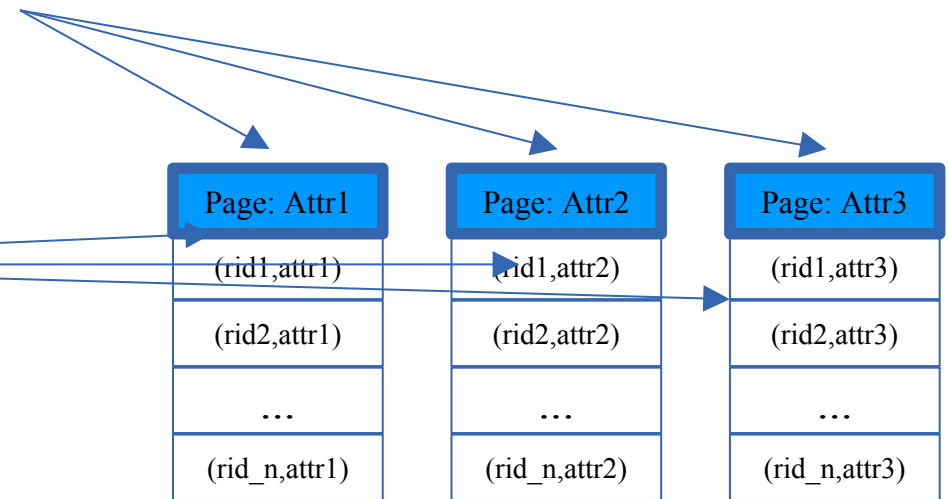 Page: Attr1 Page: Attr2 Page: Attr3
(rid1,attr1) (rid1,attr2) (rid1,attr3)
(rid2,attr1) (rid2,attr2) (rid2,attr3)
... ... ...
(rid_n,attr1) (rid_n,attr2) (rid_n,attr3)